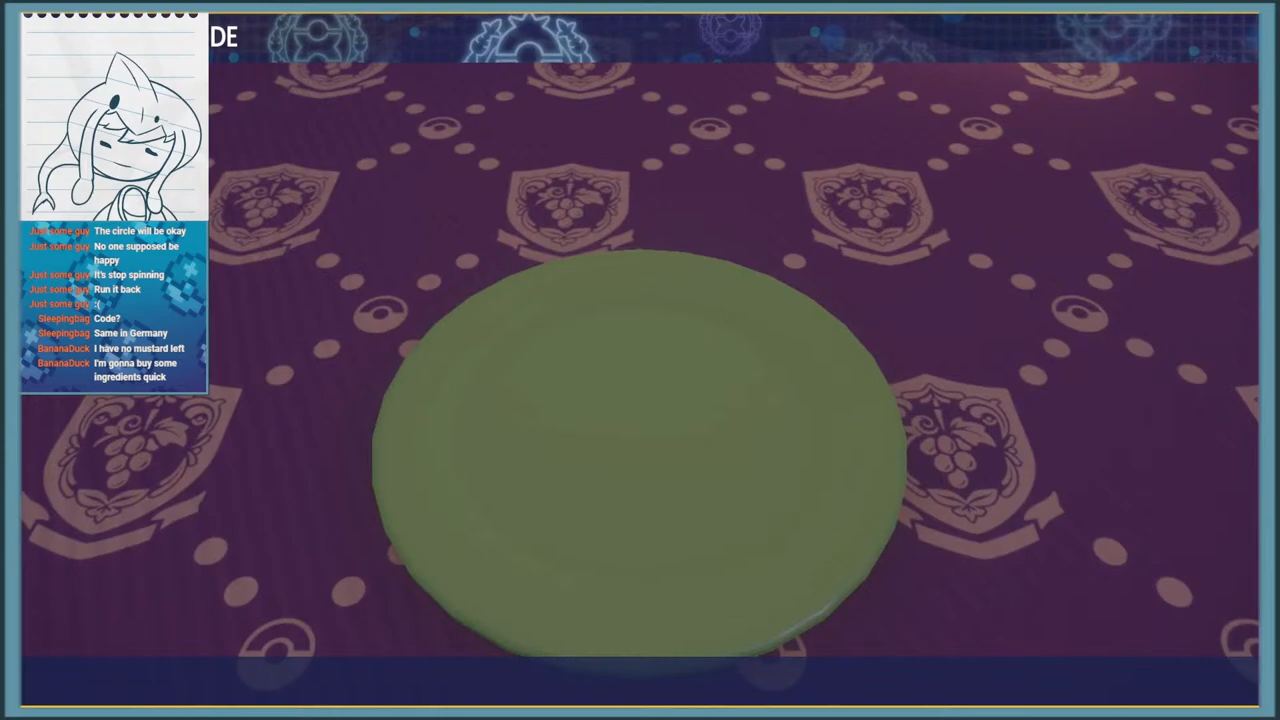 DE
Just some guy The circle will be okay
Just some guy No one supposed be
happy
Just some guy It's stop spinning
Just some guy Run it back
Just some guy :(
Sleepingbag Code?
Sleepingbag Same in Germany
BananaDuck I have no mustard left
BananaDuck I'm gonna buy some
ingredients quick